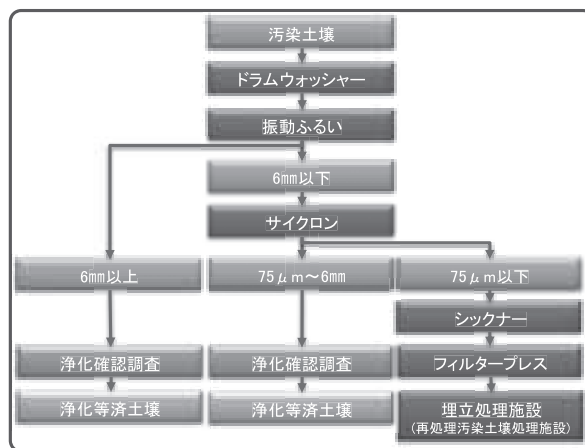 汚染土壌
ドラムウォッシャー
振動ふるい
6㎜以下
サイクロン
6㎜以上
75μm～6㎜
75μm以下
シックナー
浄化確認調査
浄化確認調査
フィルタープレス
浄化等済土壌
浄化等済土壌
埋立処理施設
(再処理汚染土壌処理施設)